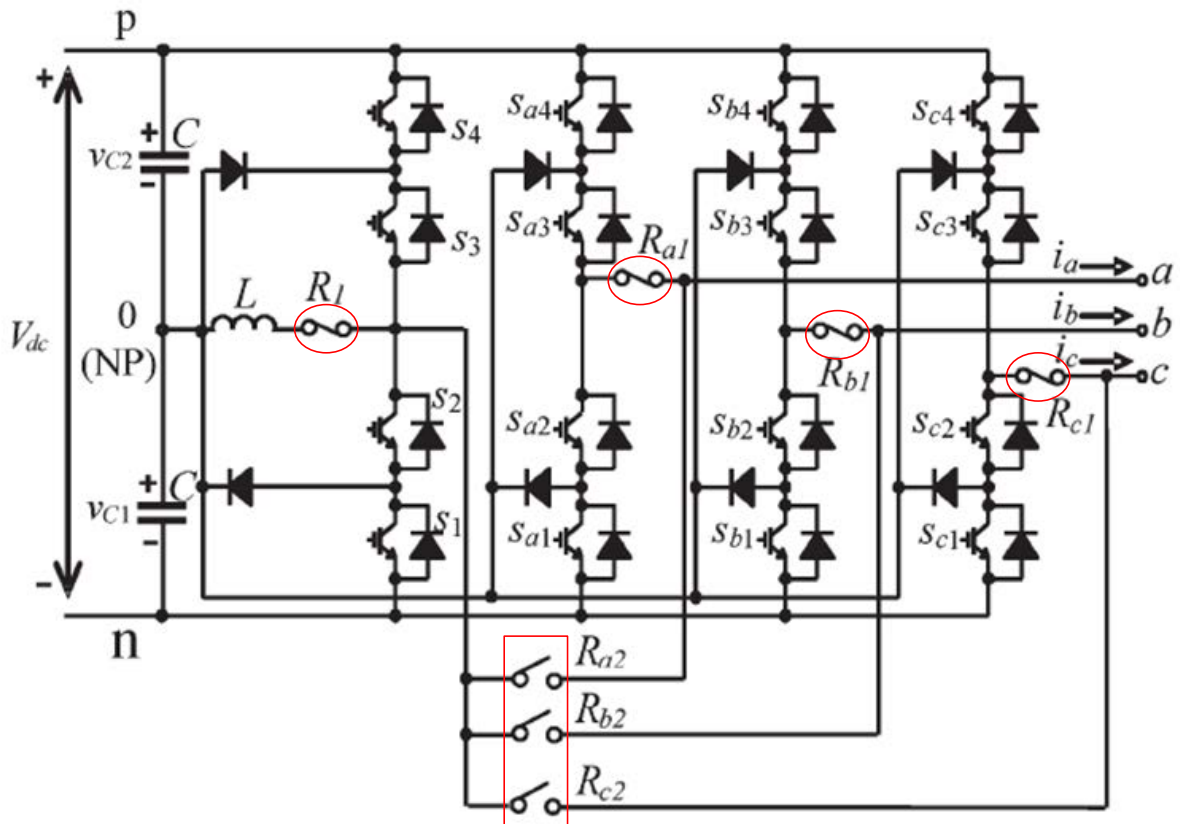 p
+
s4
sa4
sb4
sc4
+ C
vC2
-
s3
sa3
sb3
sc3
Ra1
ia
a
0
L
R1
ib
b
Vdc
(NP)
ic
c
Rb1
Rc1
s2
sa2
sb2
sc2
+ C
vC1
-
s1
sa1
sb1
sc1
-
n
Ra2
Rb2
Rc2